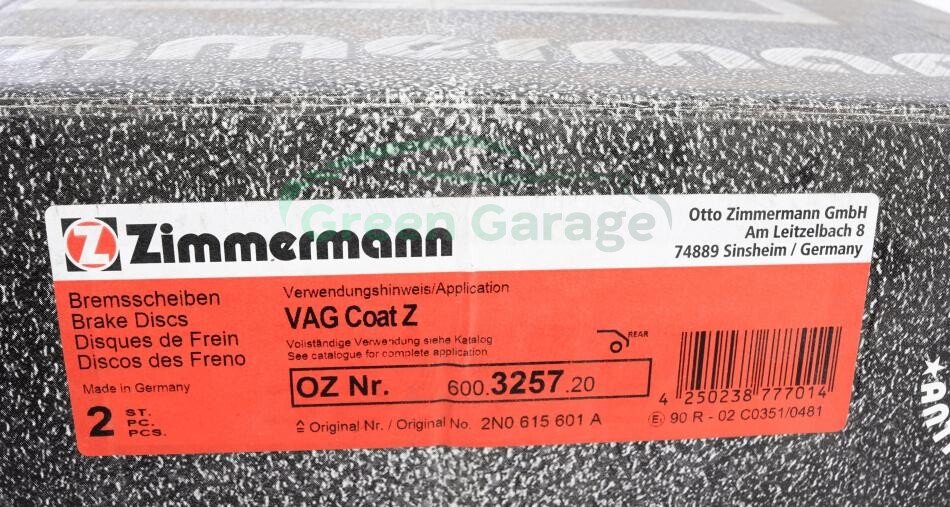 Zimmermann
Green Garage
Otto Zimmermann GmbH
Am Leitzelbach 8
74889 Sinsheim / Germany
Bremsscheiben
Brake Discs
Disques de Frein
Discos des Freno
Made in Germany
2 ST.
PC.
PCS.
Verwendungshinweis/Application
VAG Coat Z
Vollständige Verwendung siehe Katalog
See catalogue for complete application
REAR
OZ Nr. 600.3257.20
≙ Original-Nr. / Original No. 2N0 615 601 A
4 250238 777014
E1 90 R - 02 C0351/0481